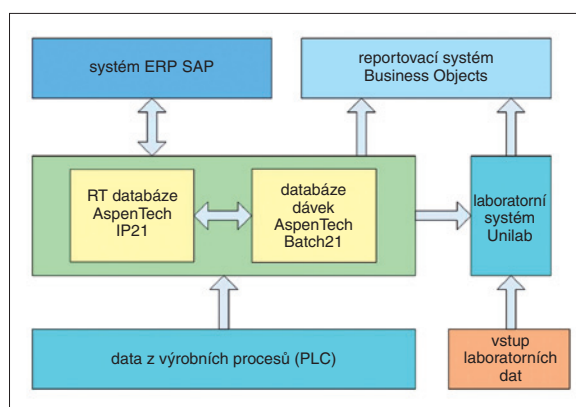 systém ERP SAP
reportovací systém
Business Objects
RT databáze
AspenTech
IP21
databáze
dávek
AspenTech
Batch21
laboratorní
systém
Unilab
data z výrobních procesů (PLC)
vstup
laboratorních
dat